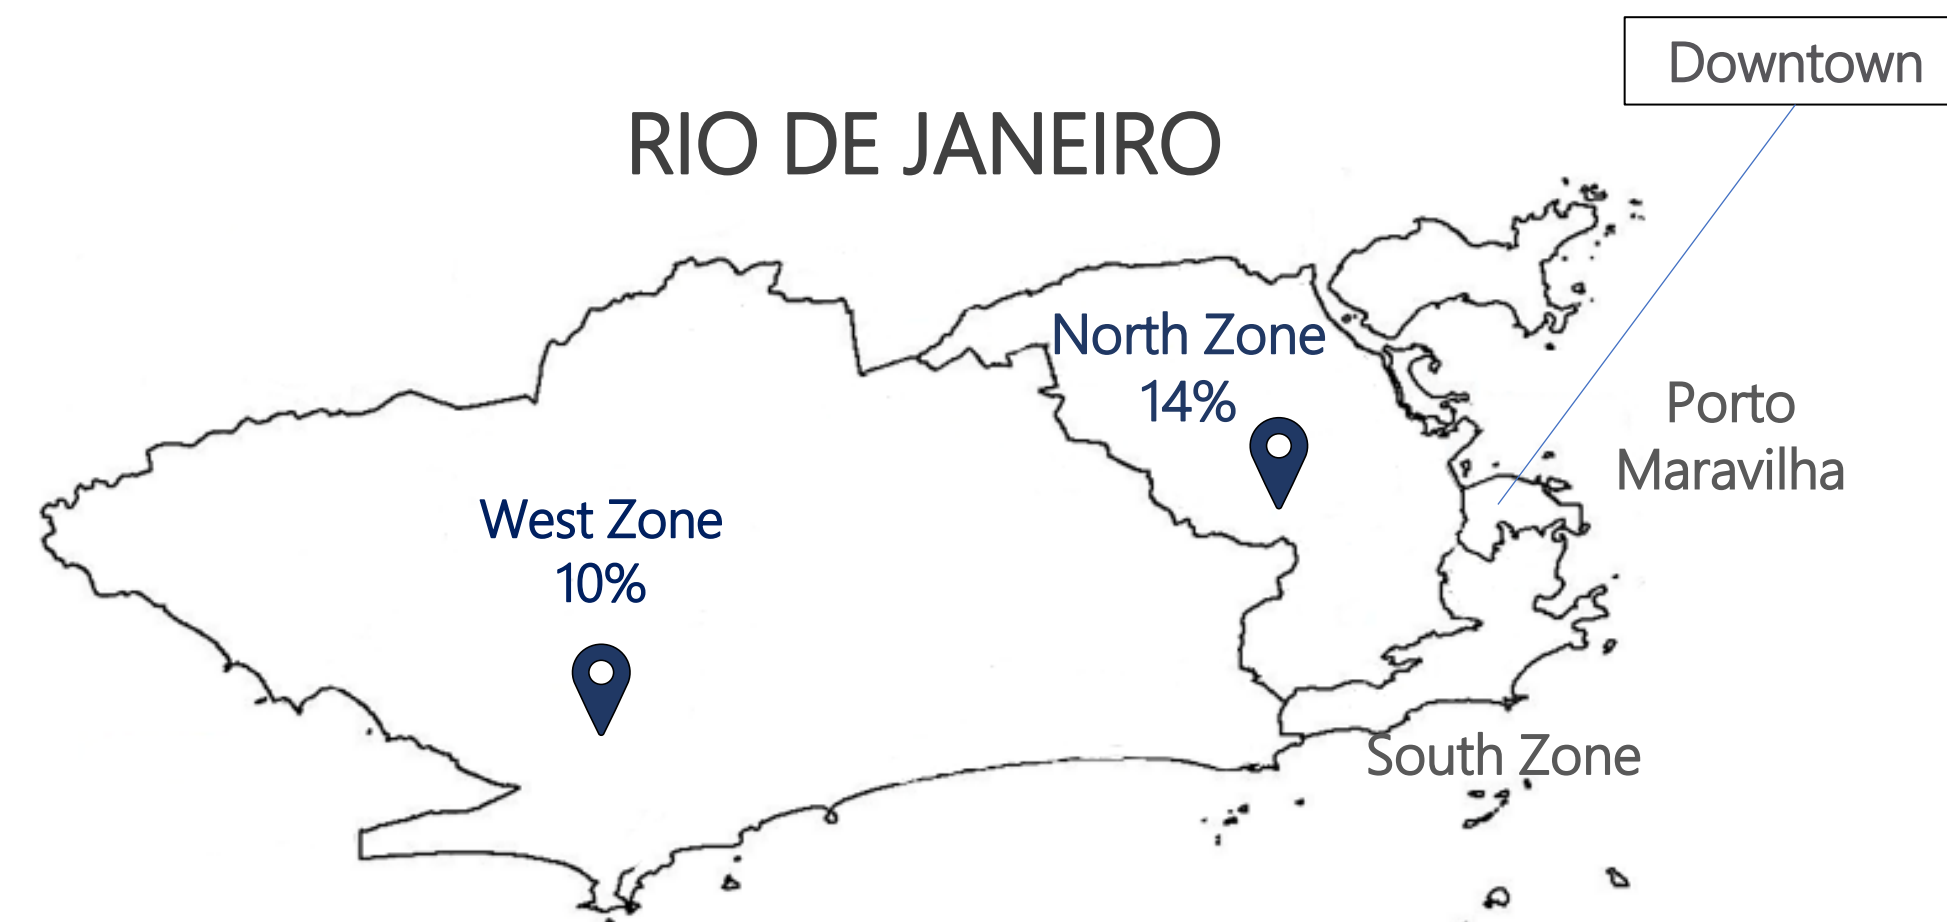 Downtown
RIO DE JANEIRO
North Zone
14%
Porto
Maravilha
West Zone
10%
South Zone